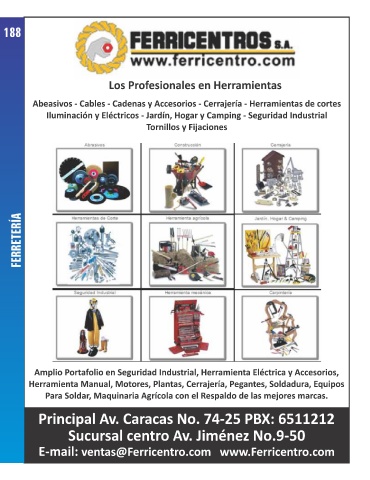 188
FERRICENTROS S.A.
www.ferricentro.com
Los Profesionales en Herramientas
Abeasivos - Cables - Cadenas y Accesorios - Cerrajería - Herramientas de cortes
Iluminación y Eléctricos - Jardín, Hogar y Camping - Seguridad Industrial
Tornillos y Fijaciones
Abrasivos
Construcción
Cerrajería
Herramientas de Corte
Herramienta agrícola
Jardín, Hogar & Camping
Seguridad Industrial
Herramienta mecánica
Carpintería
FERRETERÍA
Amplio Portafolio en Seguridad Industrial, Herramienta Eléctrica y Accesorios,
Herramienta Manual, Motores, Plantas, Cerrajería, Pegantes, Soldadura, Equipos
Para Soldar, Maquinaria Agrícola con el Respaldo de las mejores marcas.
Principal Av. Caracas No. 74-25 PBX: 6511212
Sucursal centro Av. Jiménez No.9-50
E-mail: ventas@Ferricentro.com www.Ferricentro.com